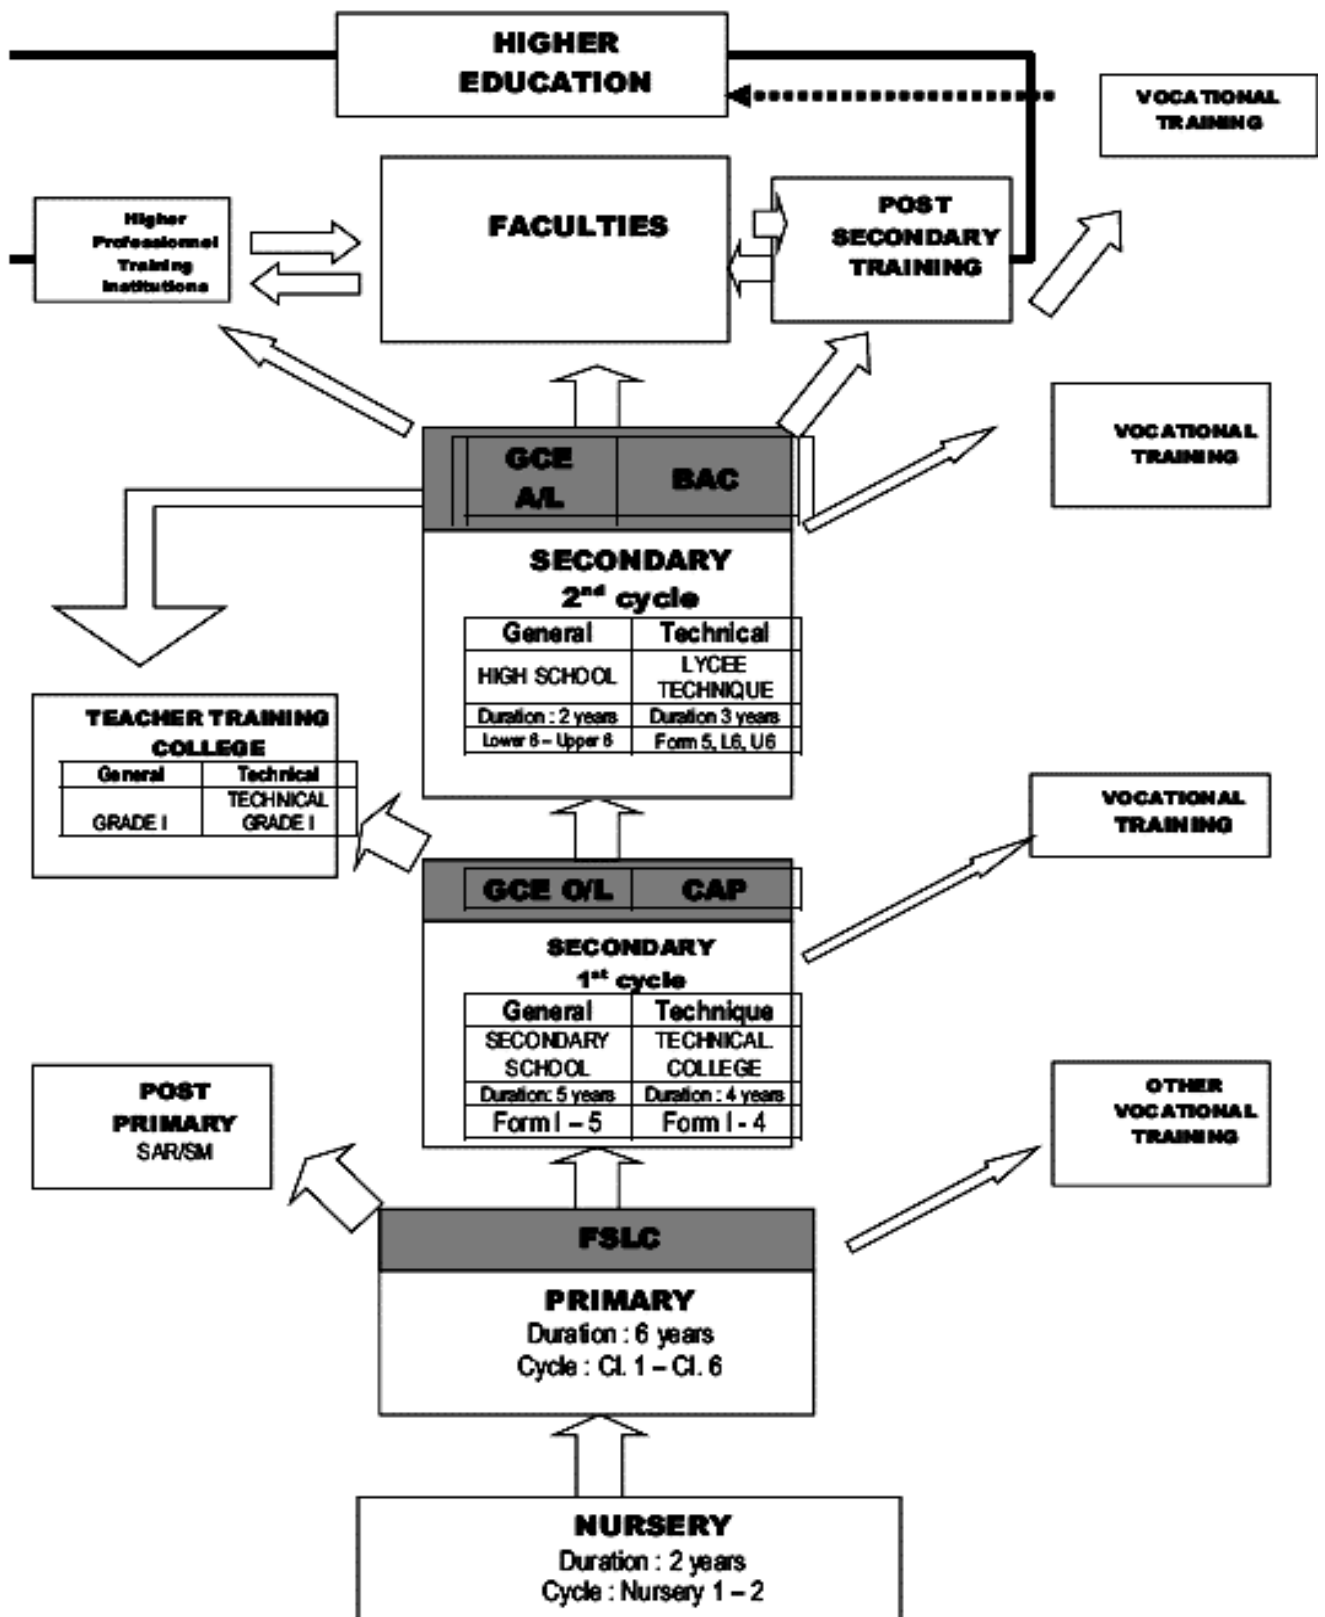 HIGHER
EDUCATION
VOCATIONAL
TRAINING
Higher
Professionnel
Training
Institutions
FACULTIES
POST
SECONDARY
TRAINING
GCE
A/L
BAC
VOCATIONAL
TRAINING
SECONDARY
2nd cycle
General Technical
HIGH SCHOOL
LYCEE
TECHNIQUE
Duration : 2 years Duration 3 years
Lower 6 – Upper 6 Form 5, L6, U6
TEACHER TRAINING
COLLEGE
General Technical
GRADE I
TECHNICAL
GRADE I
VOCATIONAL
TRAINING
GCE O/L CAP
SECONDARY
1st cycle
General Technique
SECONDARY
SCHOOL
TECHNICAL.
COLLEGE
Duration: 5 years Duration : 4 years
Form I – 5 Form I - 4
POST
PRIMARY
SAR/SM
OTHER
VOCATIONAL
TRAINING
FSLC
PRIMARY
Duration : 6 years
Cycle : Cl. 1 – Cl. 6
NURSERY
Duration : 2 years
Cycle : Nursery 1 – 2